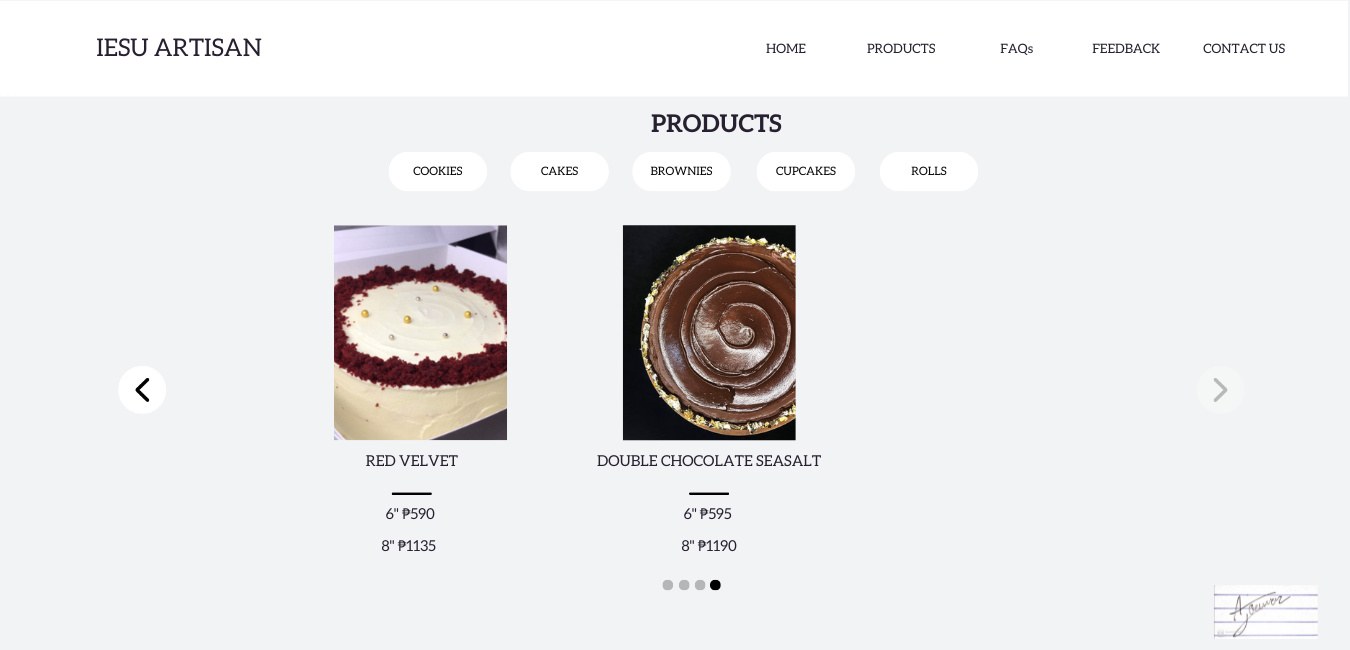 IESU ARTISAN
HOME PRODUCTS FAQs FEEDBACK CONTACT US
PRODUCTS
COOKIES CAKES BROWNIES CUPCAKES ROLLS
RED VELVET DOUBLE CHOCOLATE SEASALT
6" ₱590 6" ₱595
8" ₱1135 8" ₱1190